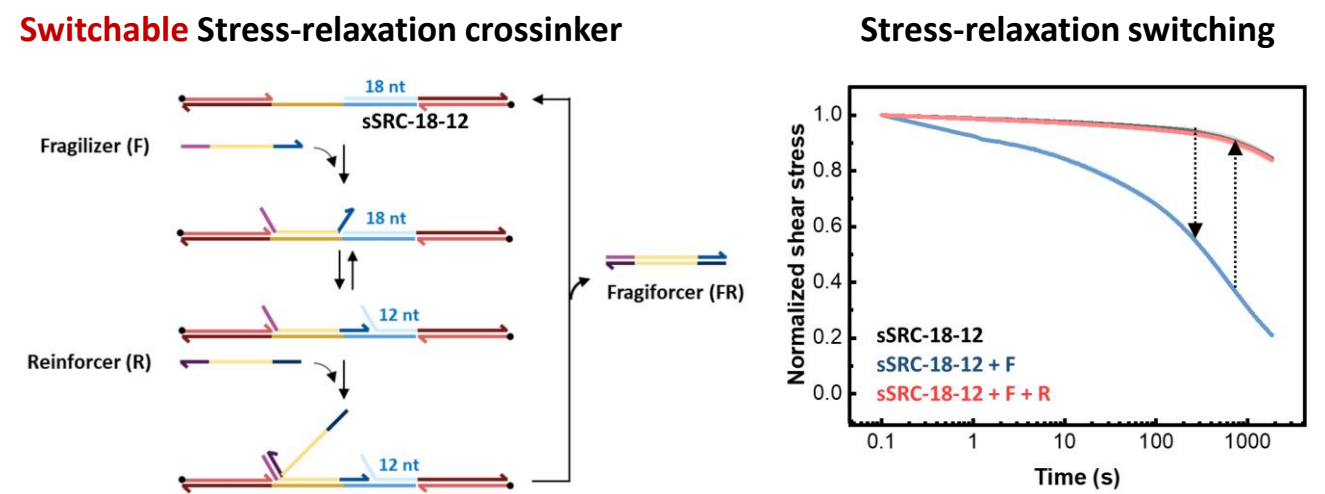 Switchable Stress-relaxation crossinker
Stress-relaxation switching
18 nt
sSRC-18-12
Fragilizer (F)
18 nt
Fragiforcer (FR)
12 nt
Reinforcer (R)
12 nt
Normalized shear stress
1.0
0.8
0.6
0.4
0.2
0.0
sSRC-18-12
sSRC-18-12 + F
sSRC-18-12 + F + R
0.1 1 10 100 1000
Time (s)